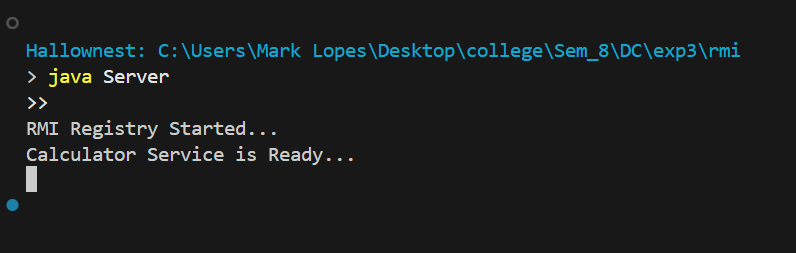 Hallownest: C:\Users\Mark Lopes\Desktop\college\Sem_8\DC\exp3\rmi
> java Server
>>
RMI Registry Started...
Calculator Service is Ready...